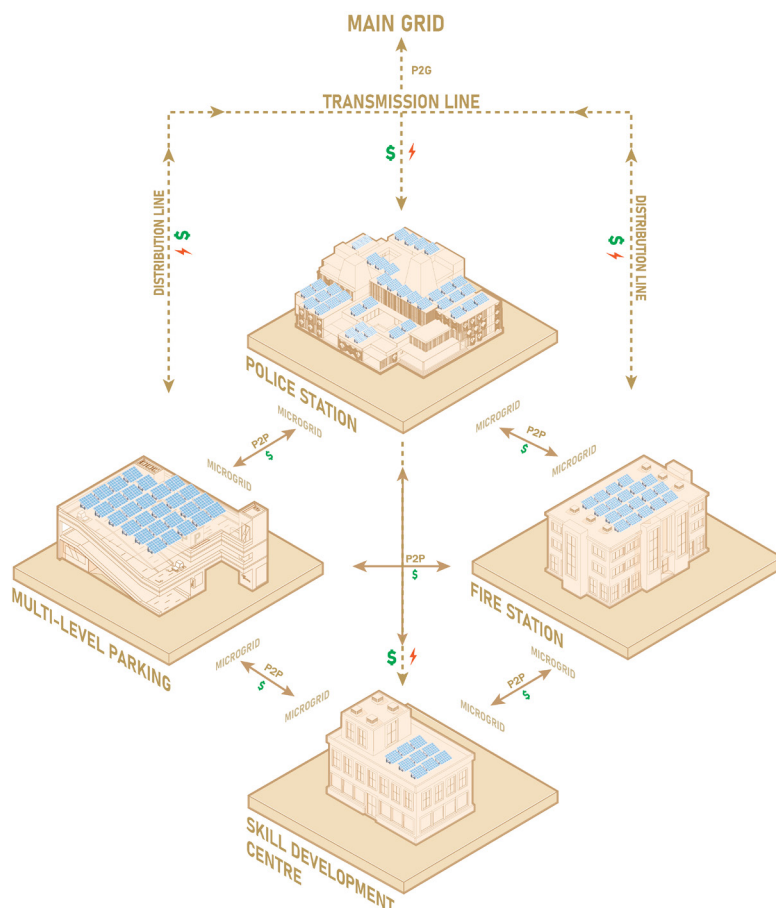 MAIN GRID
P2G
TRANSMISSION LINE
$
DISTRIBUTION LINE
$
DISTRIBUTION LINE
$
POLICE STATION
MICROGRID
P2P
$
MICROGRID
MICROGRID
P2P
$
MICROGRID
MULTI-LEVEL PARKING
P2P
$
FIRE STATION
MICROGRID
P2P
$
MICROGRID
$
MICROGRID
P2P
$
MICROGRID
SKILL DEVELOPMENT
CENTRE